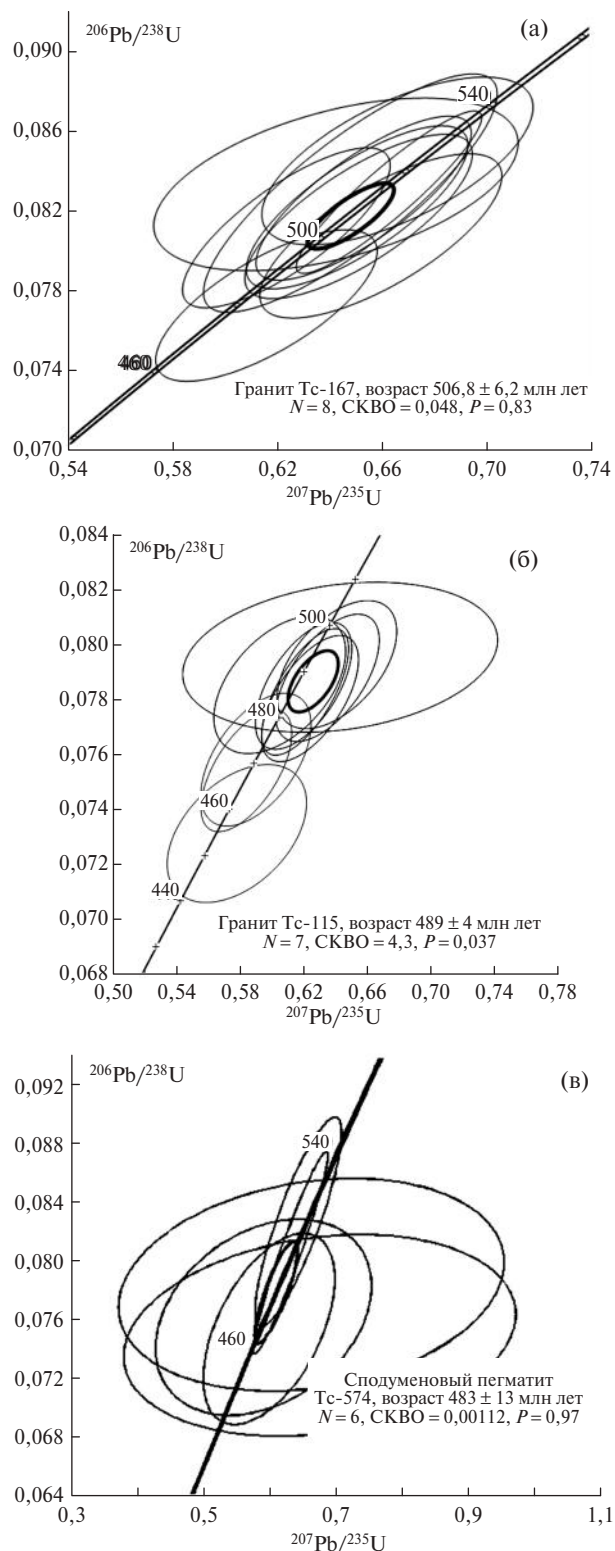 (а)
²⁰⁶Pb/²³⁸U
0,090
0,086
0,082
0,078
0,074
0,070
540
500
460
Гранит Тс-167, возраст 506,8 ± 6,2 млн лет
N = 8, СКВО = 0,048, P = 0,83
0,54 0,58 0,62 0,66 0,70 0,74
²⁰⁷Pb/²³⁵U
(б)
²⁰⁶Pb/²³⁸U
0,084
0,082
0,080
0,078
0,076
0,074
0,072
0,070
0,068
500
480
460
440
Гранит Тс-115, возраст 489 ± 4 млн лет
N = 7, СКВО = 4,3, P = 0,037
0,50 0,54 0,58 0,62 0,66 0,70 0,74 0,78
²⁰⁷Pb/²³⁵U
(в)
²⁰⁶Pb/²³⁸U
0,092
0,088
0,084
0,080
0,076
0,072
0,068
0,064
540
460
Сподуменовый пегматит
Тс-574, возраст 483 ± 13 млн лет
N = 6, СКВО = 0,00112, P = 0,97
0,3 0,5 0,7 0,9 1,1
²⁰⁷Pb/²³⁵U